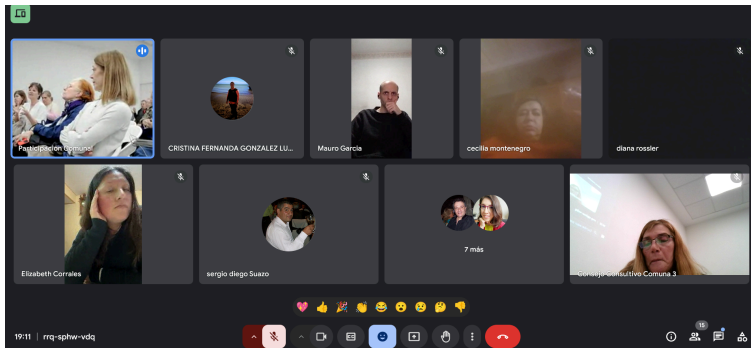 Participación Comunal
CRISTINA FERNANDA GONZALEZ LU...
Mauro Garcia
cecilia montenegro
diana rossler
Elizabeth Corrales
sergio diego Suazo
7 más
Consejo Consultivo Comuna 3
15
19:11 | rrq-sphw-vdq